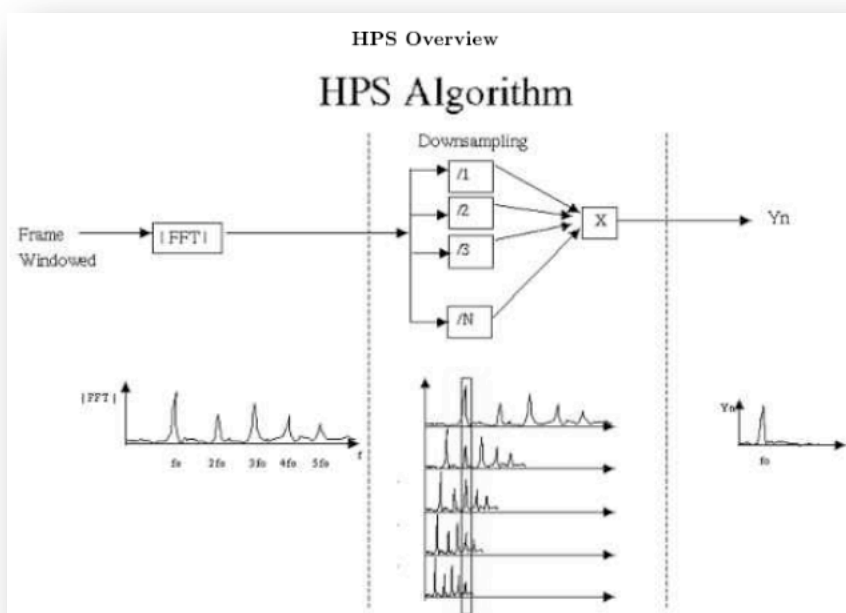 HPS Overview
HPS Algorithm
Downsampling
/1
/2
/3
/N
X
Yn
Frame
Windowed
|FFT|
|FFT|
fo 2fo 3fo 4fo 5fo
f
Yn
fo